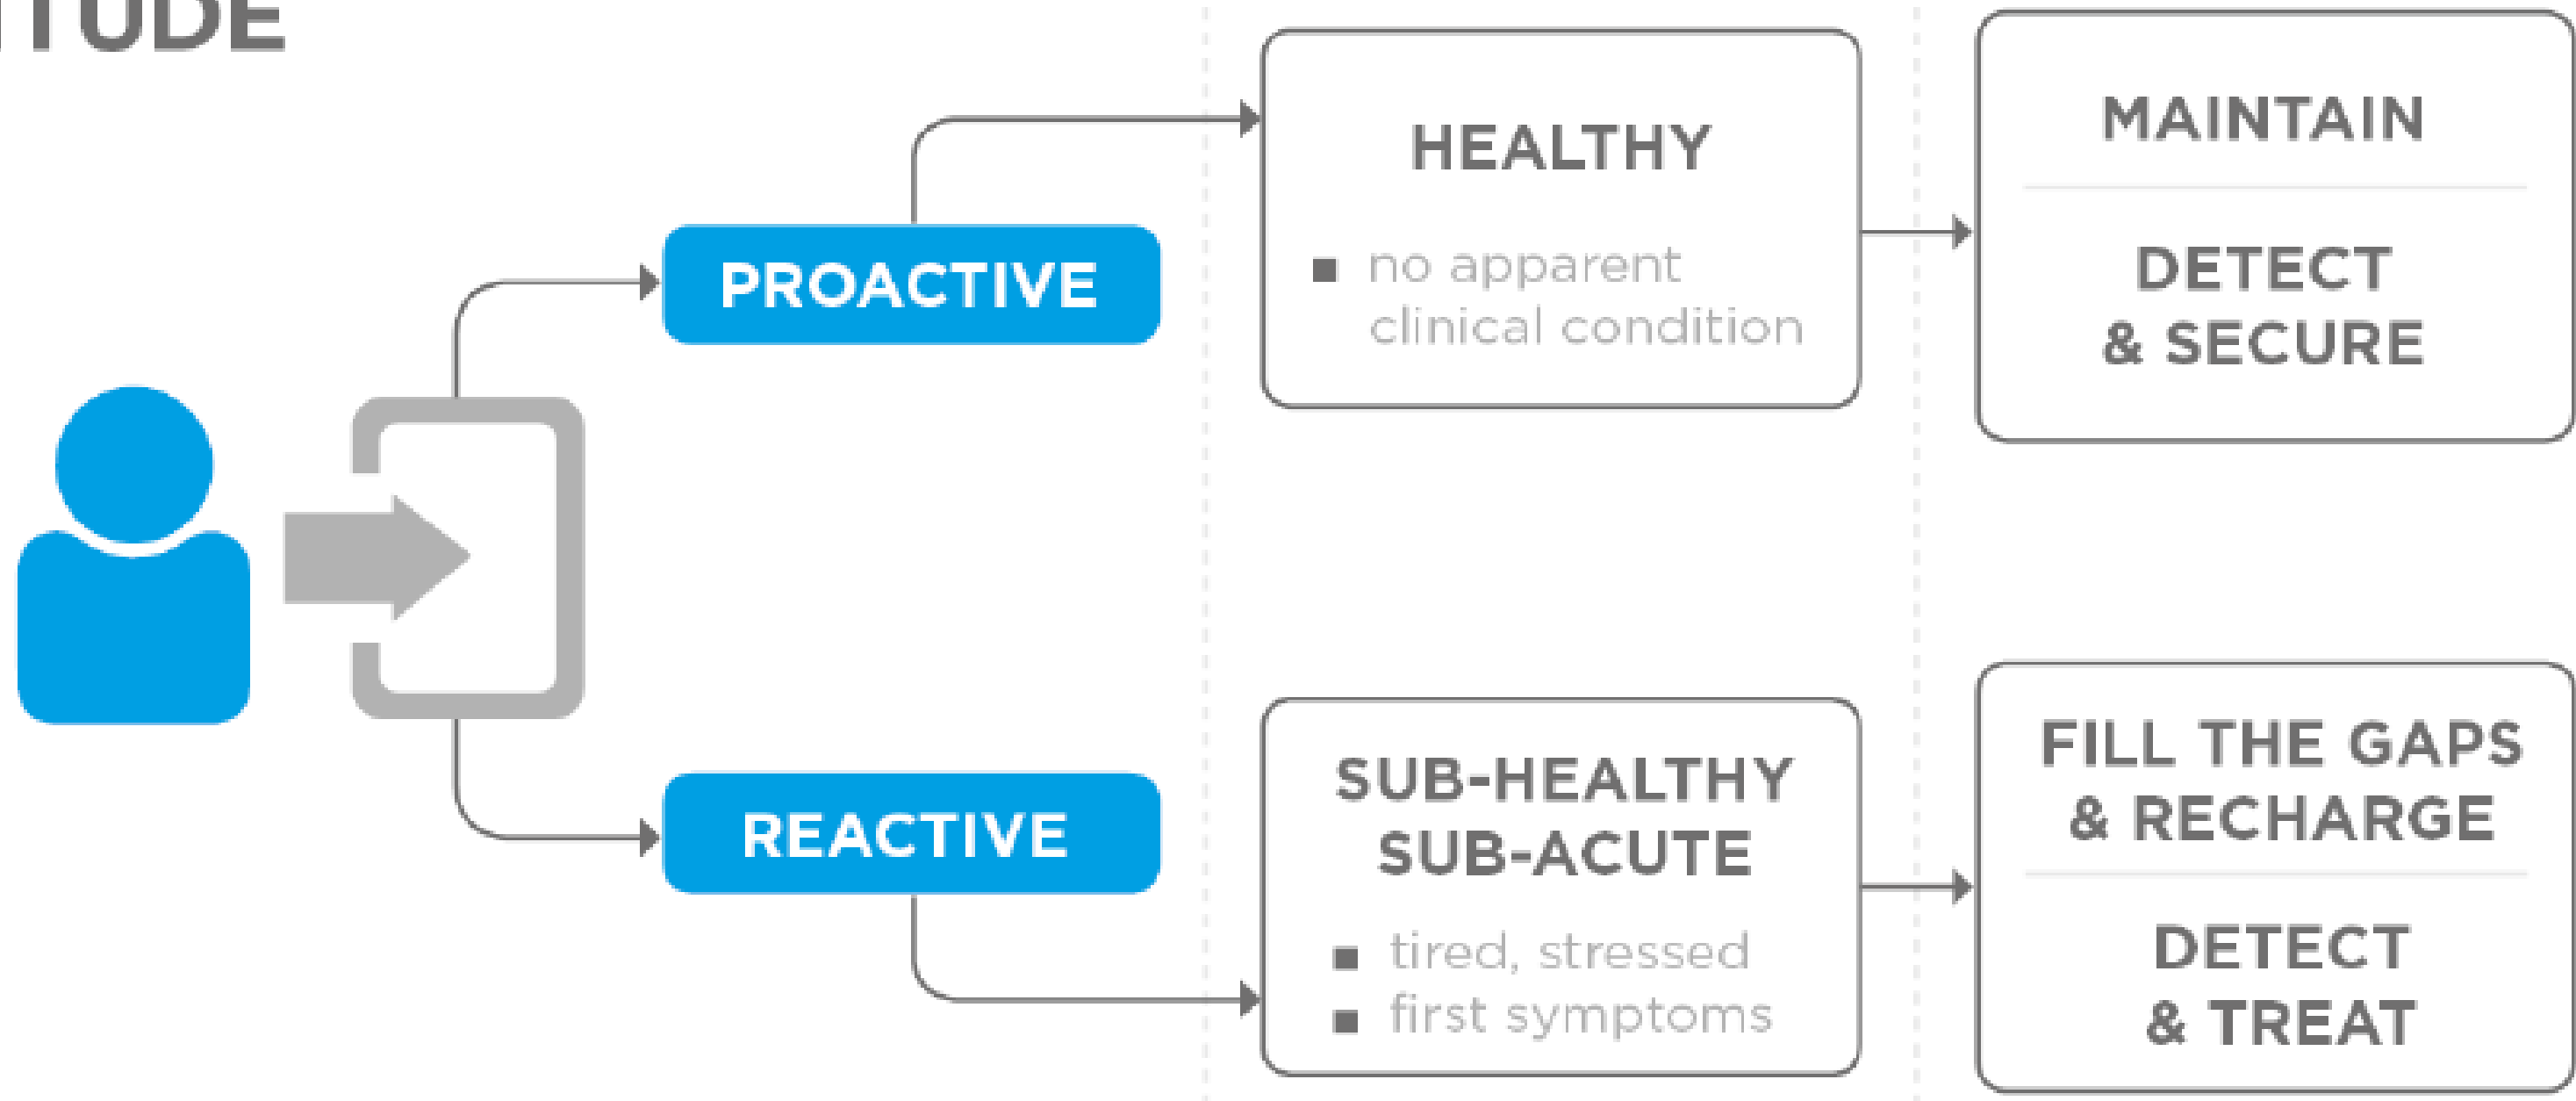 PROACTIVE
HEALTHY
■ no apparent
clinical condition
MAINTAIN
DETECT
& SECURE
REACTIVE
SUB-HEALTHY
SUB-ACUTE
■ tired, stressed
■ first symptoms
FILL THE GAPS
& RECHARGE
DETECT
& TREAT